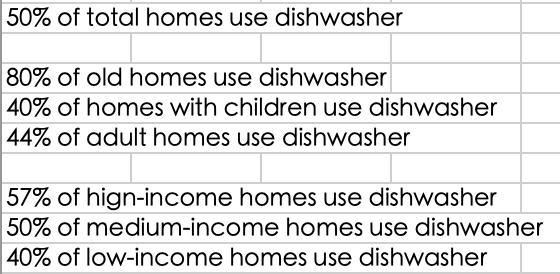 50% of total homes use dishwasher
80% of old homes use dishwasher
40% of homes with children use dishwasher
44% of adult homes use dishwasher
57% of hign-income homes use dishwasher
50% of medium-income homes use dishwasher
40% of low-income homes use dishwasher